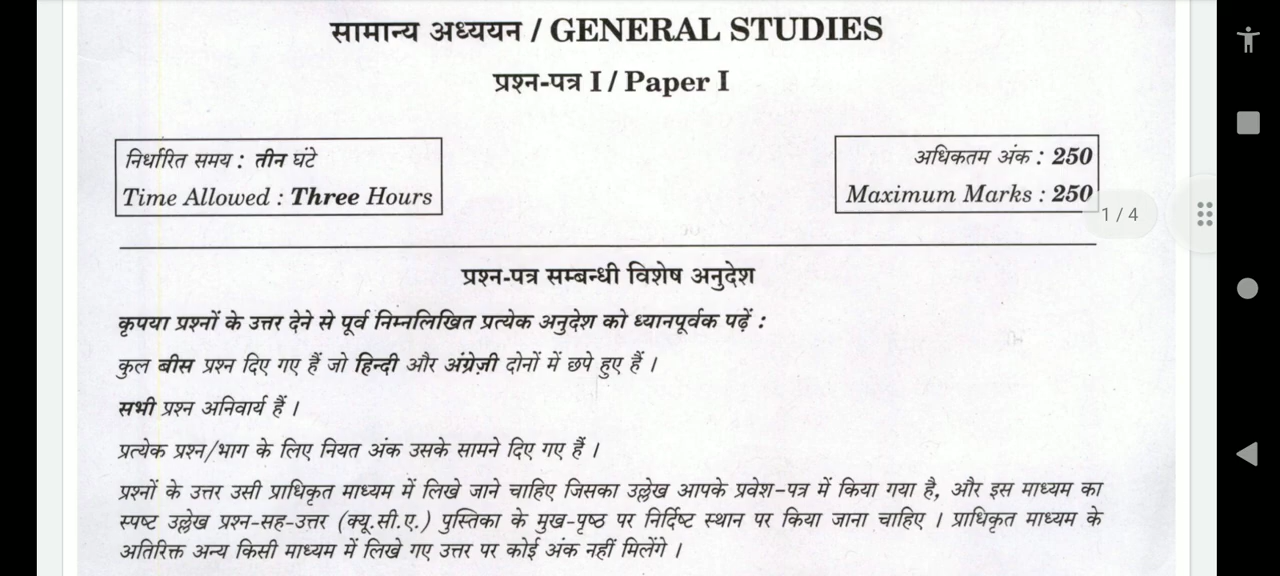 सामान्य अध्ययन / GENERAL STUDIES
प्रश्न-पत्र I / Paper I
निर्धारित समय : तीन घंटे
Time Allowed : Three Hours
अधिकतम अंक : 250
Maximum Marks : 250
1 / 4
प्रश्न-पत्र सम्बन्धी विशेष अनुदेश
कृपया प्रश्नों के उत्तर देने से पूर्व निम्नलिखित प्रत्येक अनुदेश को ध्यानपूर्वक पढ़ें :
कुल बीस प्रश्न दिए गए हैं जो हिन्दी और अंग्रेज़ी दोनों में छपे हुए हैं ।
सभी प्रश्न अनिवार्य हैं ।
प्रत्येक प्रश्न/भाग के लिए नियत अंक उसके सामने दिए गए हैं ।
प्रश्नों के उत्तर उसी प्राधिकृत माध्यम में लिखे जाने चाहिए जिसका उल्लेख आपके प्रवेश-पत्र में किया गया है, और इस माध्यम का
स्पष्ट उल्लेख प्रश्न-सह-उत्तर (क्यू.सी.ए.) पुस्तिका के मुख-पृष्ठ पर निर्दिष्ट स्थान पर किया जाना चाहिए । प्राधिकृत माध्यम के
अतिरिक्त अन्य किसी माध्यम में लिखे गए उत्तर पर कोई अंक नहीं मिलेंगे ।